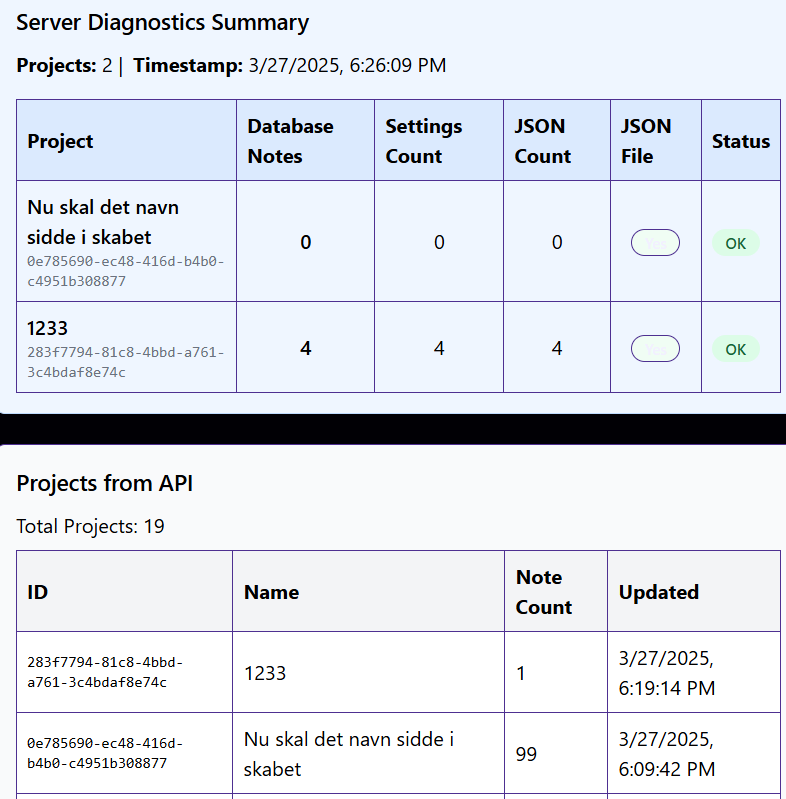 Server Diagnostics Summary
Projects: 2 | Timestamp: 3/27/2025, 6:26:09 PM
Project
Database
Notes
Settings
Count
JSON
Count
JSON
File
Status
Nu skal det navn
sidde i skabet
0e785690-ec48-416d-b4b0-
c4951b308877
0
0
0
Yes
OK
1233
283f7794-81c8-4bbd-a761-
3c4bdaf8e74c
4
4
4
Yes
OK
Projects from API
Total Projects: 19
ID
Name
Note
Count
Updated
283f7794-81c8-4bbd-
a761-3c4bdaf8e74c
1233
1
3/27/2025,
6:19:14 PM
0e785690-ec48-416d-
b4b0-c4951b308877
Nu skal det navn sidde i
skabet
99
3/27/2025,
6:09:42 PM